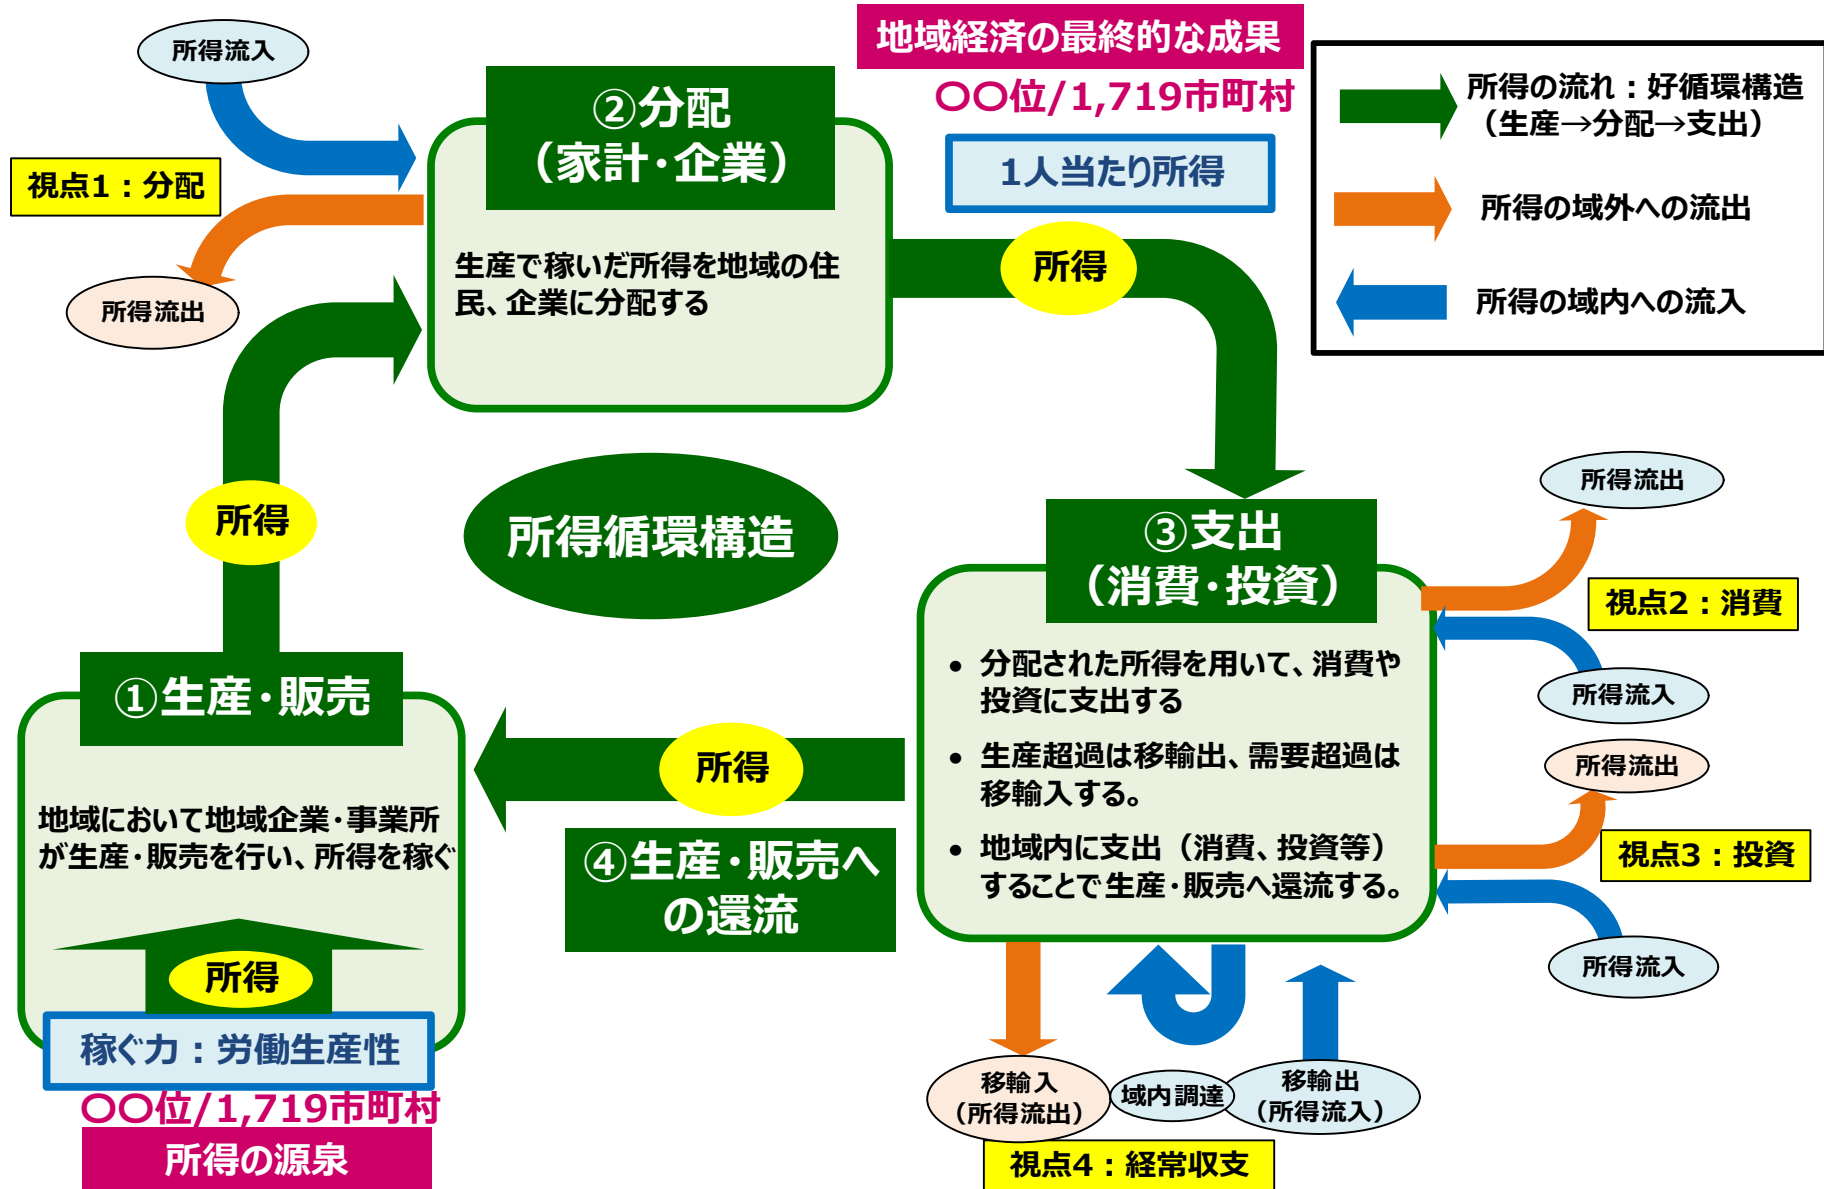 所得流入
地域経済の最終的な成果
〇〇位/1,719市町村
1人当たり所得
所得の流れ：好循環構造
（生産→分配→支出）
所得の域外への流出
所得の域内への流入
②分配
（家計・企業）
視点1：分配
生産で稼いだ所得を地域の住
民、企業に分配する
所得
所得流出
所得
所得循環構造
③支出
（消費・投資）
所得流出
視点2：消費
所得流入
・ 分配された所得を用いて、消費や
投資に支出する
・ 生産超過は移輸出、需要超過は
移輸入する。
・ 地域内に支出（消費、投資等）
することで生産・販売へ還流する。
所得流出
視点3：投資
所得流入
①生産・販売
地域において地域企業・事業所
が生産・販売を行い、所得を稼ぐ
所得
④生産・販売へ
の還流
所得
稼ぐ力：労働生産性
〇〇位/1,719市町村
所得の源泉
移輸入
（所得流出）
域内調達
移輸出
（所得流入）
視点4：経常収支